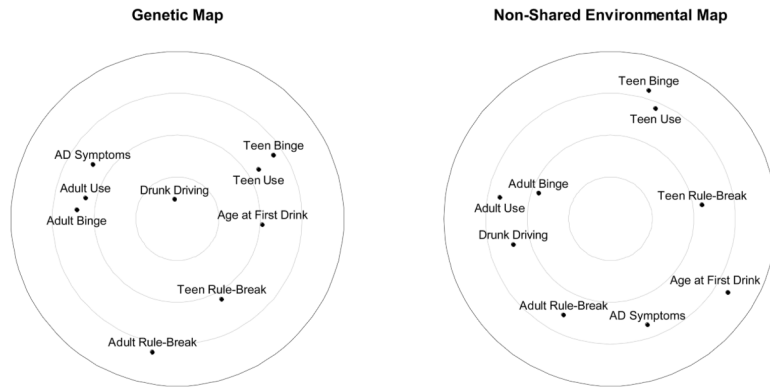 Genetic Map
Teen Binge
AD Symptoms
Teen Use
Adult Use
Drunk Driving
Adult Binge
Age at First Drink
Teen Rule-Break
Adult Rule-Break
Non-Shared Environmental Map
Teen Binge
Teen Use
Adult Binge
Teen Rule-Break
Adult Use
Drunk Driving
Age at First Drink
Adult Rule-Break
AD Symptoms